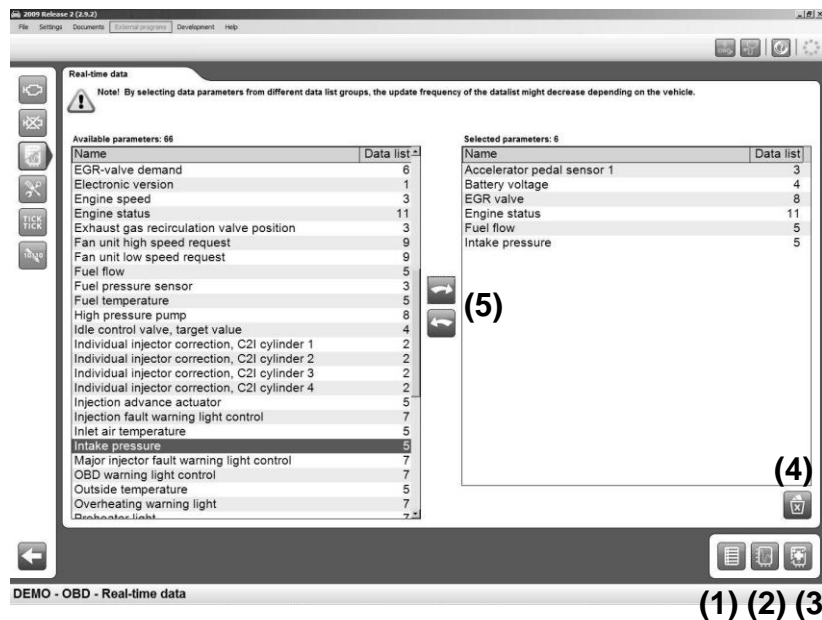 2009 Release 2 (2.9.2)
File Settings Documents External programs Development Help
Real-time data
Note! By selecting data parameters from different data list groups, the update frequency of the datalist might decrease depending on the vehicle.
Available parameters: 66
Name Data list
EGR-valve demand 6
Electronic version 1
Engine speed 3
Engine status 11
Exhaust gas recirculation valve position 3
Fan unit high speed request 9
Fan unit low speed request 9
Fuel flow 5
Fuel pressure sensor 3
Fuel temperature 5
High pressure pump 8
Idle control valve, target value 4
Individual injector correction, C2I cylinder 1 2
Individual injector correction, C2I cylinder 2 2
Individual injector correction, C2I cylinder 3 2
Individual injector correction, C2I cylinder 4 2
Injection advance actuator 5
Injection fault warning light control 7
Inlet air temperature 5
Intake pressure 5
Major injector fault warning light control 7
OBD warning light control 7
Outside temperature 5
Overheating warning light 7
Preheater light 7
Selected parameters: 6
Name Data list
Accelerator pedal sensor 1 3
Battery voltage 4
EGR valve 8
Engine status 11
Fuel flow 5
Intake pressure 5
TICK
TICK
(5)
(4)
DEMO - OBD - Real-time data
(1) (2) (3